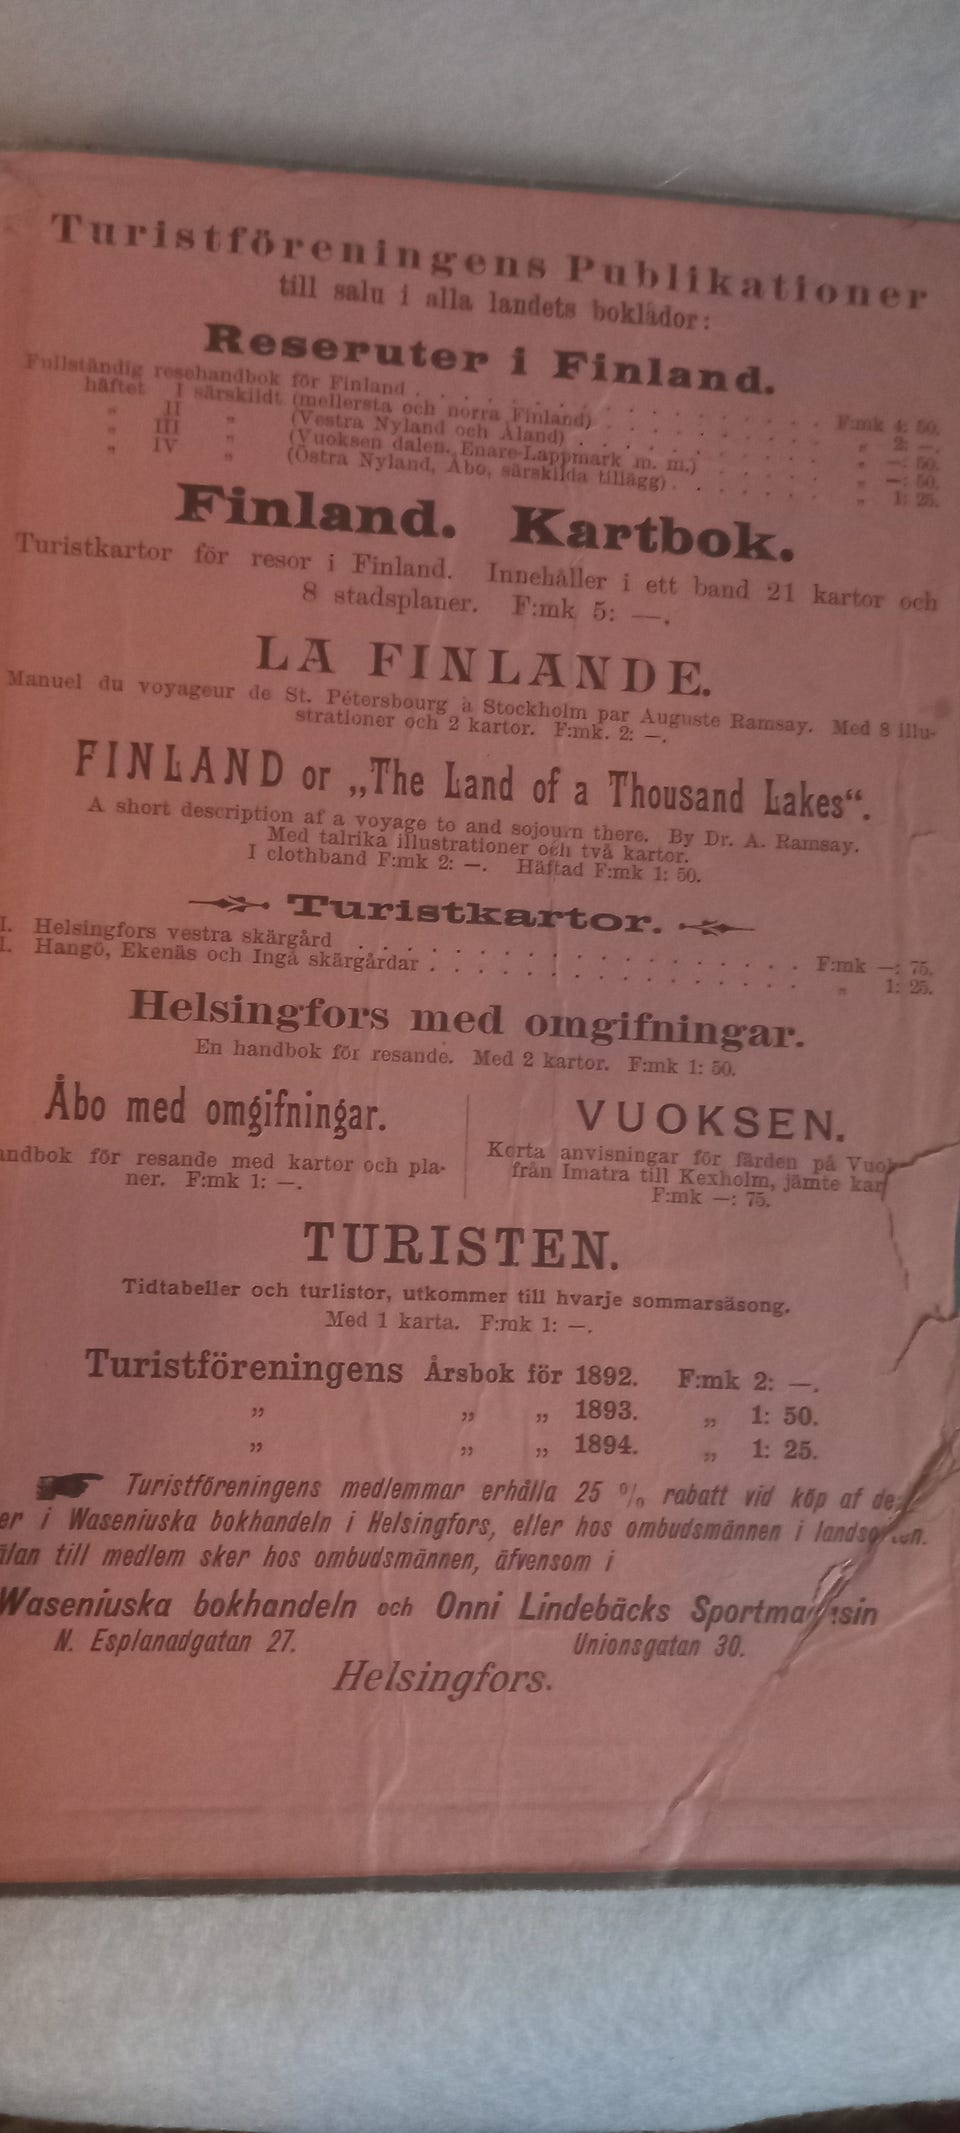 Turistföreningens Publikationer
till salu i alla landets boklådor:
Reseruter i Finland.
Fullständig resehandbok för Finland . . . . . . . . . . F:mk 4: 50.
häftet I särskildt (mellersta och norra Finland) . . . . . . „ 2: —.
„ II „ (Vestra Nyland och Åland) . . . . . . „ —: 50.
„ III „ (Vuoksen dalen, Enare-Lappmark m. m.) . . . „ —: 50.
„ IV „ (Östra Nyland, Åbo, särskilda tillägg) . . . . „ 1: 25.
Finland. Kartbok.
Turistkartor för resor i Finland. Innehåller i ett band 21 kartor och
8 stadsplaner. F:mk 5: —.
LA FINLANDE.
Manuel du voyageur de St. Pétersbourg à Stockholm par Auguste Ramsay. Med 8 illu-
strationer och 2 kartor. F:mk. 2: —.
FINLAND or „The Land of a Thousand Lakes“.
A short description af a voyage to and sojourn there. By Dr. A. Ramsay.
Med talrika illustrationer och två kartor.
I clothband F:mk 2: —. Häftad F:mk 1: 50.
Turistkartor.
I. Helsingfors vestra skärgård . . . . . . . . . . F:mk —: 75.
I. Hangö, Ekenäs och Ingå skärgårdar . . . . . . . . „ 1: 25.
Helsingfors med omgifningar.
En handbok för resande. Med 2 kartor. F:mk 1: 50.
Åbo med omgifningar.
andbok för resande med kartor och pla-
ner. F:mk 1: —.
VUOKSEN.
Korta anvisningar för färden på Vuok
från Imatra till Kexholm, jämte kar
F:mk —: 75.
TURISTEN.
Tidtabeller och turlistor, utkommer till hvarje sommarsäsong.
Med 1 karta. F:mk 1: —.
Turistföreningens Årsbok för 1892. F:mk 2: —.
„ „ „ 1893. „ 1: 50.
„ „ „ 1894. „ 1: 25.
Turistföreningens medlemmar erhålla 25 % rabatt vid köp af
er i Waseniuska bokhandeln i Helsingfors, eller hos ombudsmännen i landsorten.
älan till medlem sker hos ombudsmännen, äfvensom i
Waseniuska bokhandeln och Onni Lindebäcks Sportmagasin
N. Esplanadgatan 27. Unionsgatan 30.
Helsingfors.